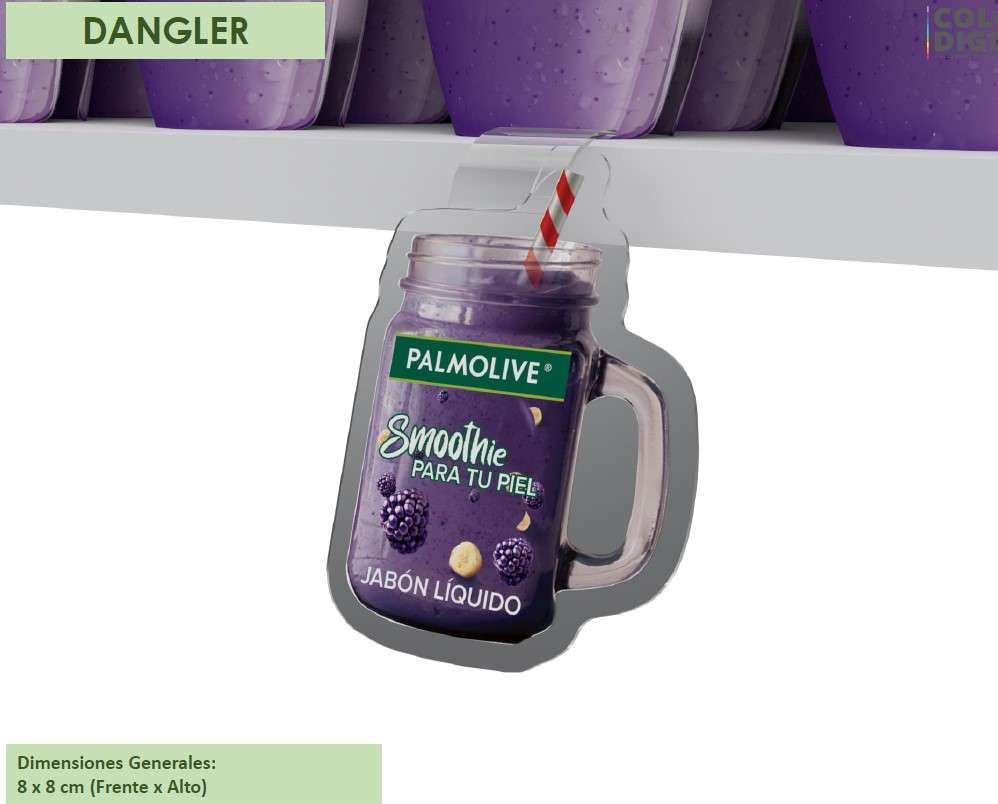 DANGLER
PALMOLIVE®
Smoothie
PARA TU PIEL
JABÓN LÍQUIDO
Dimensiones Generales:
8 x 8 cm (Frente x Alto)